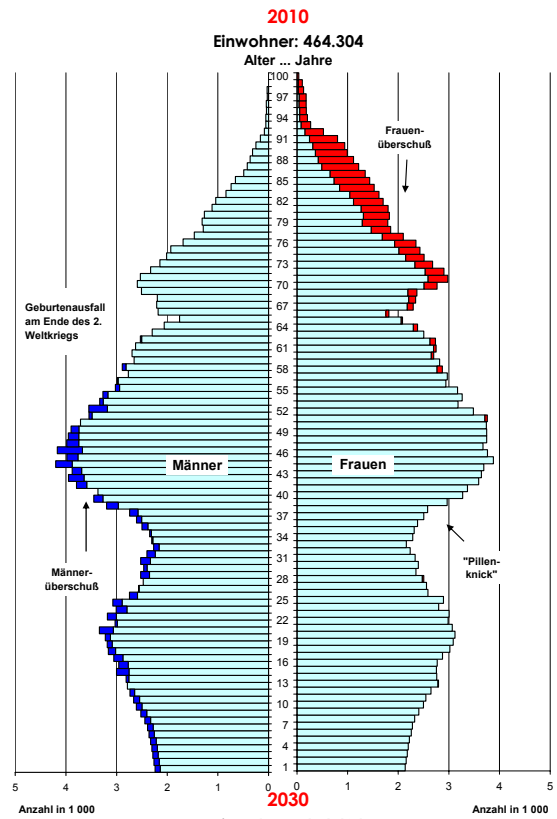 2010
Einwohner: 464.304
Alter ... Jahre
100
97
94
91
88
85
82
79
76
73
70
67
64
61
58
55
52
49
46
43
40
37
34
31
28
25
22
19
16
13
10
7
4
1
Frauen-
überschuß
Geburtenausfall
am Ende des 2.
Weltkriegs
Männer
Frauen
Männer-
überschuß
"Pillen-
knick"
5 4 3 2 1 0
0 1 2 3 4 5
Anzahl in 1 000
2030
Anzahl in 1 000